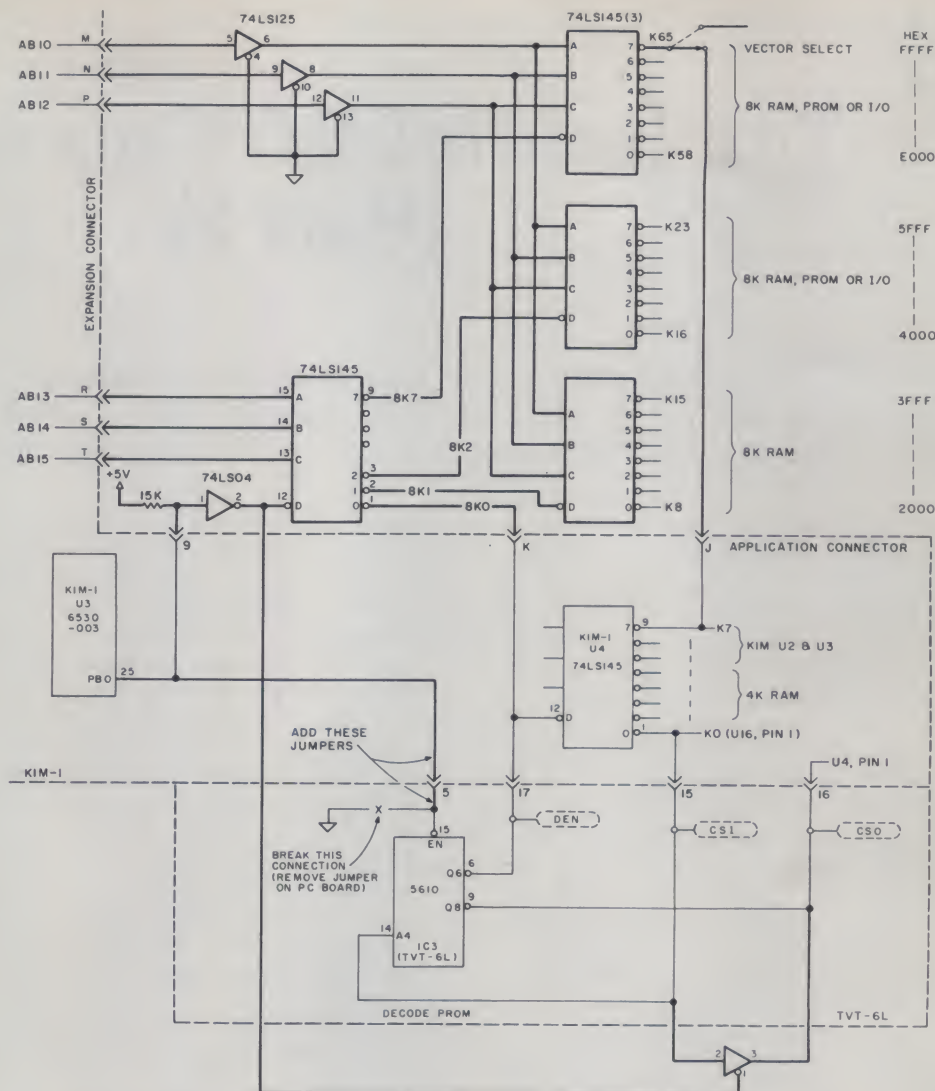 74LS125
74LS145(3)
HEX
FFFF
AB10 M
5 6
4
A
7
K65
VECTOR SELECT
AB11 N
9 8
10
B
6
5
AB12 P
12 11
13
C
4
3
8K RAM, PROM OR I/O
2
D
1
0
K58
E000
EXPANSION CONNECTOR
A
7
K23
5FFF
6
B
5
4
C
3
8K RAM, PROM OR I/O
2
D
1
0
K16
4000
74LS145
AB13 R
15
A
7
9
8K7
K15
3FFF
A
7
6
AB14 S
14
B
8K2
B
5
4
8K RAM
AB15 T
13
C
2
3
C
3
2
+5V
15K
74LS04
1 2
12
D
1
2
8K1
D
1
0
K8
0
1
8K0
2000
9
K
J
APPLICATION CONNECTOR
KIM-1
U3
6530
-003
PB0
25
KIM-1
U4
74LS145
7
9
K7
KIM U2 & U3
4K RAM
12
D
0
1
K0 (U16, PIN 1)
ADD THESE
JUMPERS
U4, PIN 1
KIM-1
5
17
15
16
X
DEN
CS1
CS0
BREAK THIS
CONNECTION
(REMOVE JUMPER
ON PC BOARD)
15
EN
Q6
6
5610
Q8
9
14
A4
IC3
(TVT-6L)
DECODE PROM
TVT-6L
2 3
1